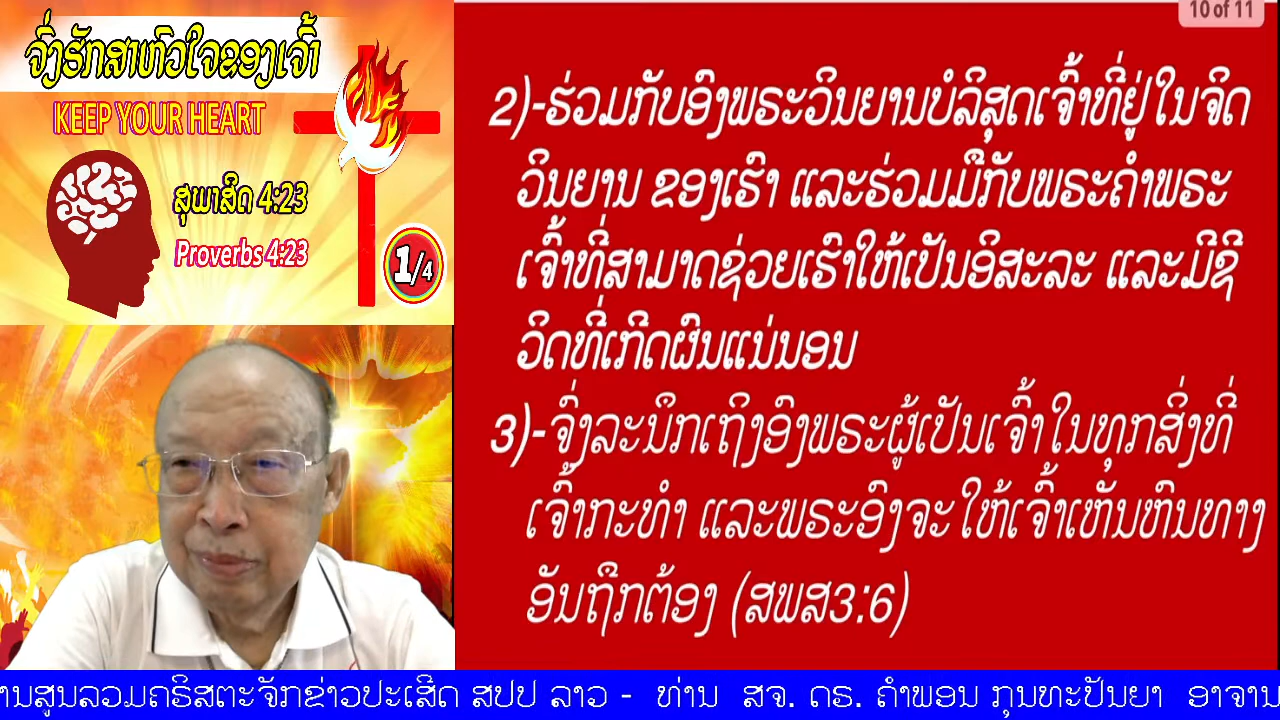 ຈົ່ງຮັກສາຫົວໃຈຂອງເຈົ້າ
KEEP YOUR HEART
ສຸພາສິດ 4:23
Proverbs 4:23
1/4
10 of 11
2)-ຮ່ວມກັບອົງພຣະວິນຍານບໍລິສຸດເຈົ້າທີ່ຢູ່ໃນຈິດ
ວິນຍານ ຂອງເຮົາ ແລະຮ່ວມມືກັບພຣະຄຳພຣະ
ເຈົ້າທີ່ສາມາດຊ່ວຍເຮົາໃຫ້ເປັນອິສະລະ ແລະມີຊີ
ວິດທີ່ເກີດຜົນແນ່ນອນ
3)-ຈົ່ງລະນຶກເຖິງອົງພຣະຜູ້ເປັນເຈົ້າໃນທຸກສິ່ງທີ່
ເຈົ້າກະທຳ ແລະພຣະອົງຈະໃຫ້ເຈົ້າເຫັນຫົນທາງ
ອັນຖືກຕ້ອງ (ສພສ3:6)
ານສູນລວມຄຣິສຕະຈັກຂ່າວປະເສີດ ສປປ ລາວ - ທ່ານ ສຈ. ດຣ. ຄຳພອນ ກຸນທະປັນຍາ ອາຈານ